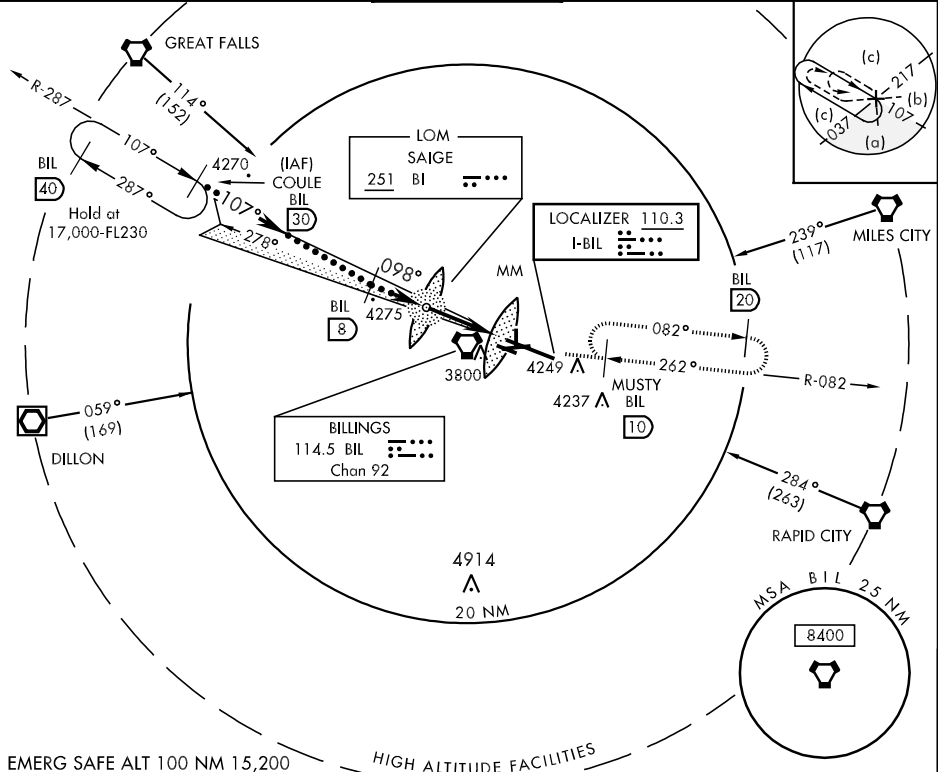 GREAT FALLS
114°
(152)
R-287
107°
287°
BIL
40
Hold at
17,000-FL230
4270
(IAF)
COULE
BIL
30
107°
278°
098°
BIL
8
4275
LOM
SAIGE
251 BI
LOCALIZER 110.3
I-BIL
MM
(c)
217
(b)
107
(c)
037
(a)
MILES CITY
239°
(117)
BIL
20
082°
262°
R-082
3800
4249
4237
MUSTY
BIL
10
BILLINGS
114.5 BIL
Chan 92
059°
(169)
DILLON
284°
(263)
RAPID CITY
4914
20 NM
MSA BIL 25 NM
8400
HIGH ALTITUDE FACILITIES
EMERG SAFE ALT 100 NM 15,200